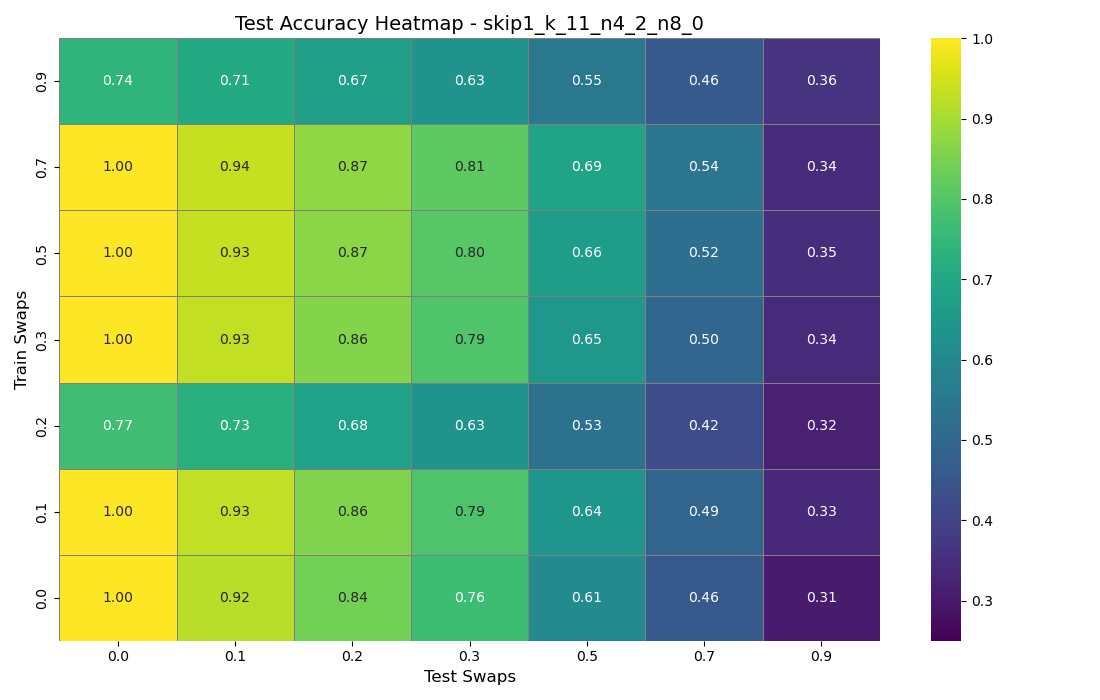 Test Accuracy Heatmap - skip1_k_11_n4_2_n8_0
0.9 0.74 0.71 0.67 0.63 0.55 0.46 0.36
0.7 1.00 0.94 0.87 0.81 0.69 0.54 0.34
0.5 1.00 0.93 0.87 0.80 0.66 0.52 0.35
0.3 1.00 0.93 0.86 0.79 0.65 0.50 0.34
0.2 0.77 0.73 0.68 0.63 0.53 0.42 0.32
0.1 1.00 0.93 0.86 0.79 0.64 0.49 0.33
0.0 1.00 0.92 0.84 0.76 0.61 0.46 0.31
0.0 0.1 0.2 0.3 0.5 0.7 0.9
Test Swaps
Train Swaps
1.0
0.9
0.8
0.7
0.6
0.5
0.4
0.3